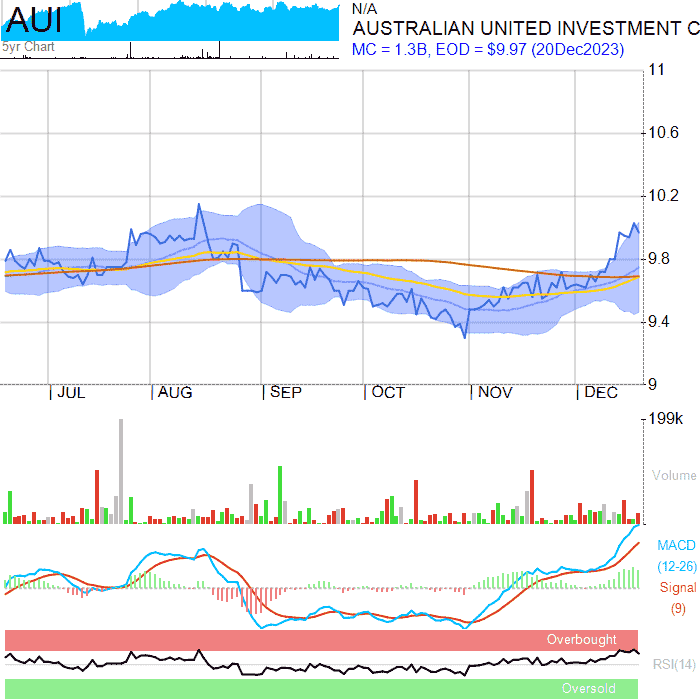 AUI
5yr Chart
N/A
AUSTRALIAN UNITED INVESTMENT C
MC = 1.3B, EOD = $9.97 (20Dec2023)
11
10.6
10.2
9.8
9.4
9
JUL AUG SEP OCT NOV DEC
199k
Volume
MACD
(12-26)
Signal
(9)
Overbought
RSI(14)
Oversold